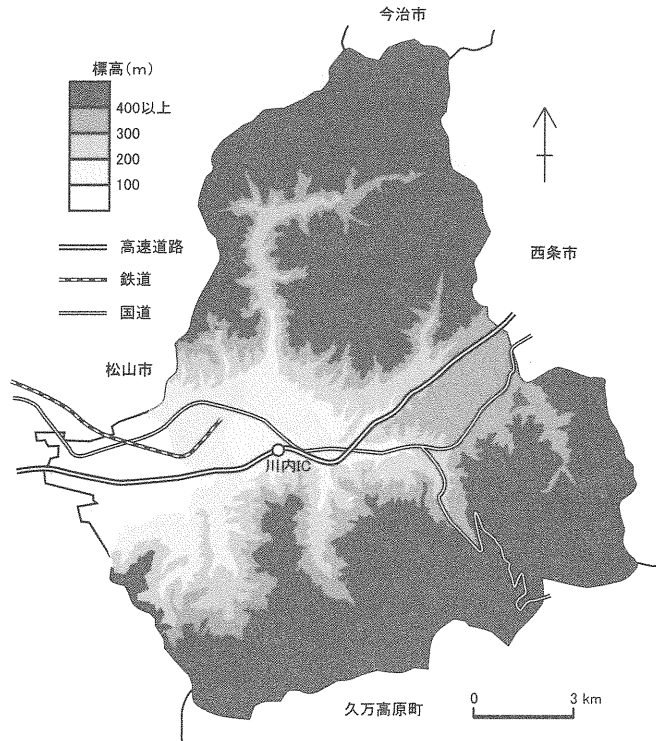 今治市
標高(m)
400以上
300
200
100
高速道路
鉄道
国道
西条市
松山市
川内IC
久万高原町
0 3 km